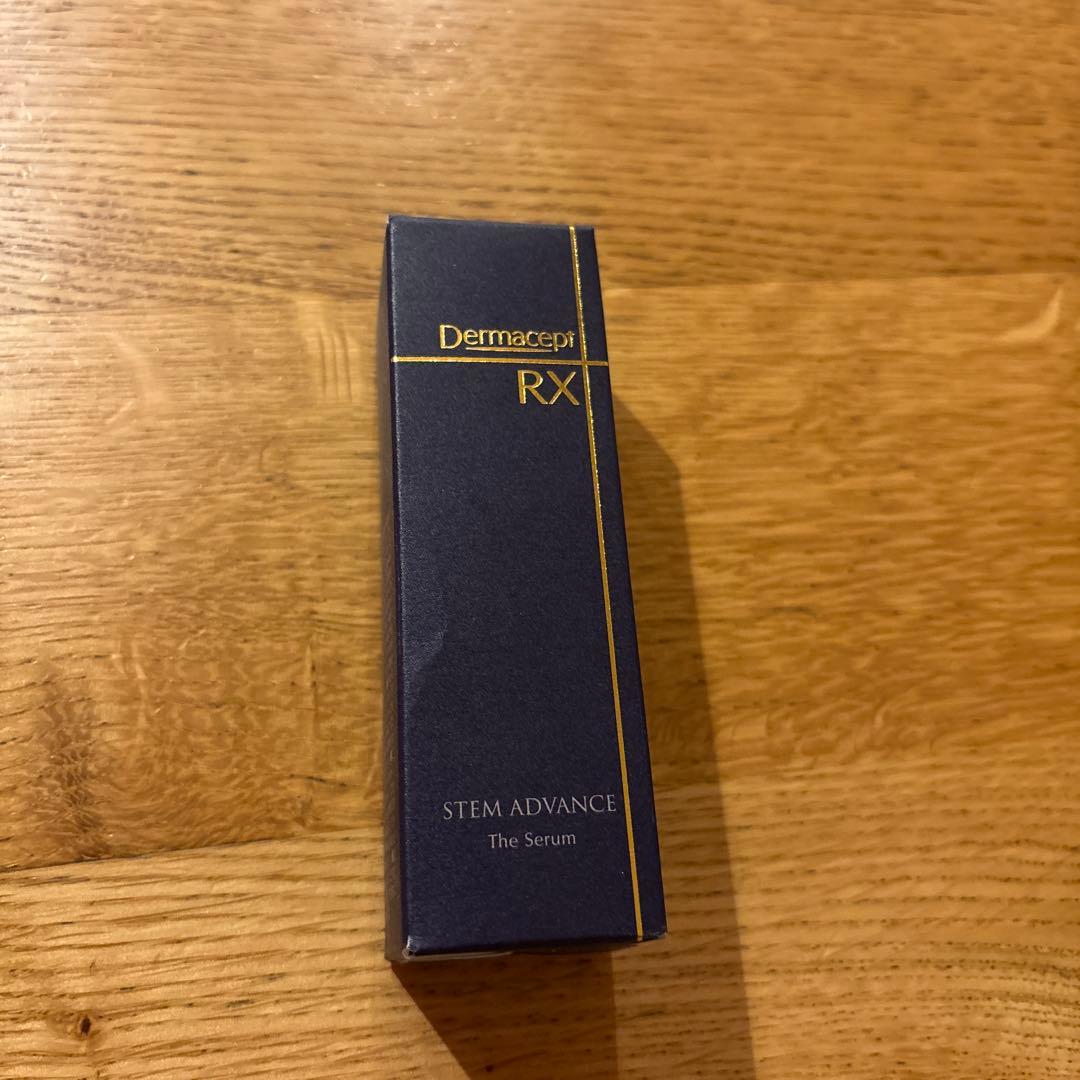 Dermacept
RX
STEM ADVANCE
The Serum